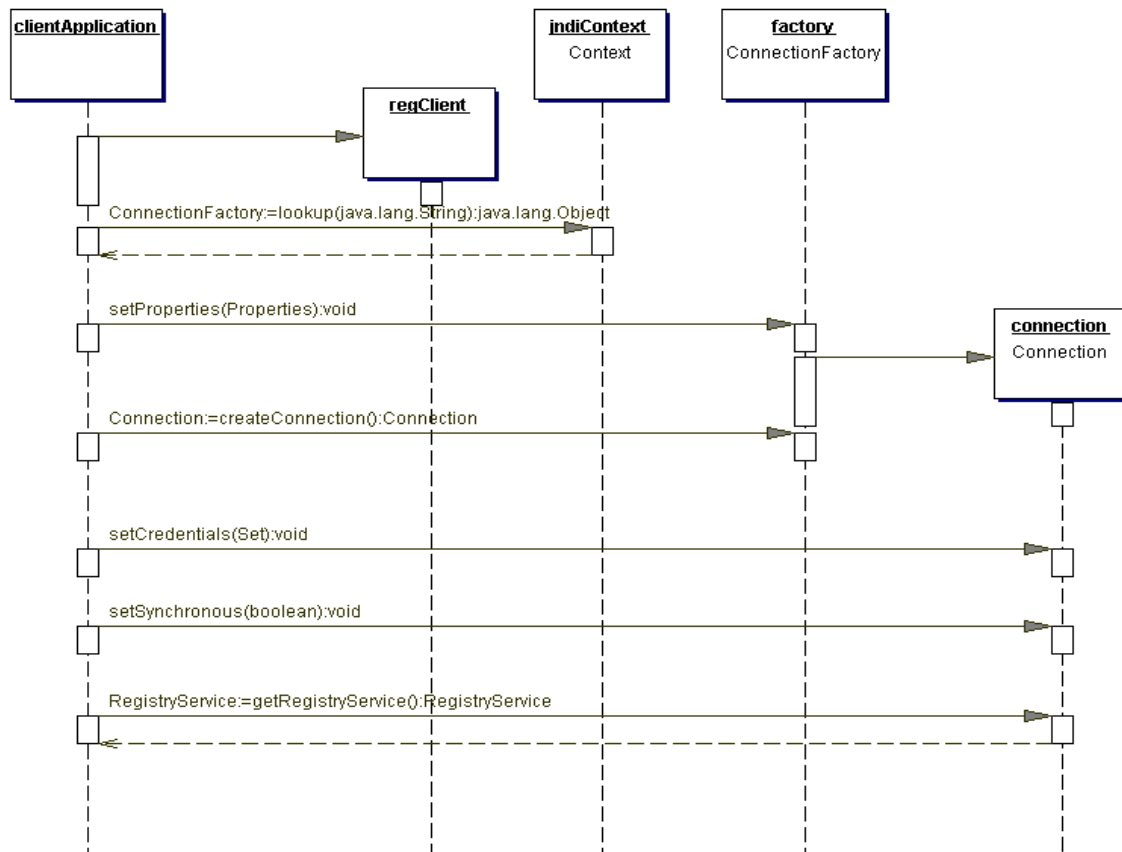 clientApplication
jndiContext
Context
factory
ConnectionFactory
regClient
ConnectionFactory:=lookup(java.lang.String):java.lang.Object
setProperties(Properties):void
connection
Connection
Connection:=createConnection():Connection
setCredentials(Set):void
setSynchronous(boolean):void
RegistryService:=getRegistryService():RegistryService